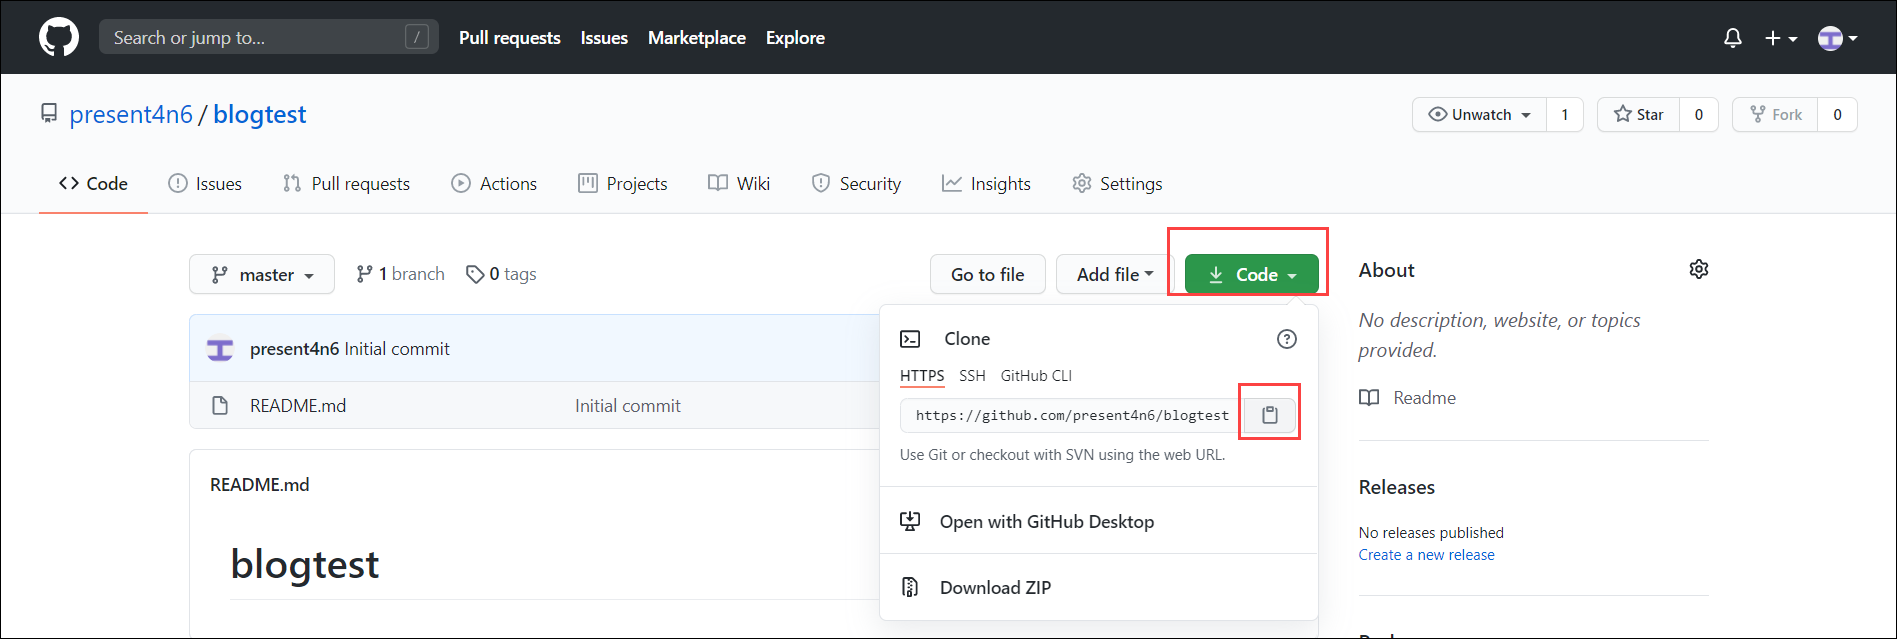 Search or jump to... /
Pull requests Issues Marketplace Explore
present4n6 / blogtest
Unwatch 1 Star 0 Fork 0
Code Issues Pull requests Actions Projects Wiki Security Insights Settings
master 1 branch 0 tags Go to file Add file Code
present4n6 Initial commit
README.md Initial commit
README.md
blogtest
Clone
HTTPS SSH GitHub CLI
https://github.com/present4n6/blogtest
Use Git or checkout with SVN using the web URL.
Open with GitHub Desktop
Download ZIP
About
No description, website, or topics
provided.
Readme
Releases
No releases published
Create a new release